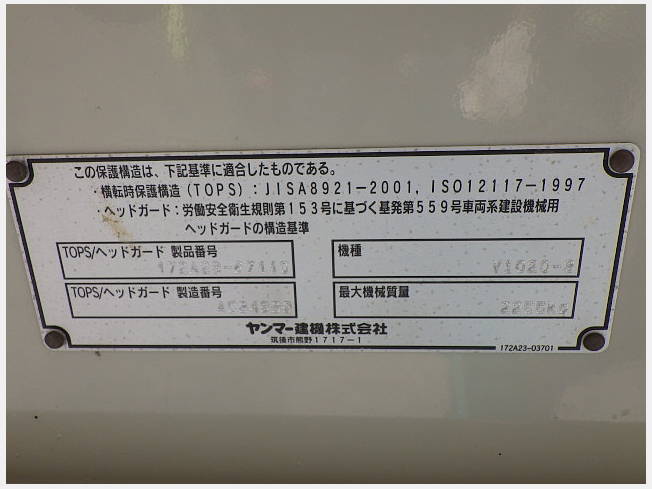 この保護構造は、下記基準に適合したものである。
・横転時保護構造(TOPS):JISA8921-2001, ISO12117-1997
・ヘッドガード:労働安全衛生規則第153号に基づく基発第559号車両系建設機械用
ヘッドガードの構造基準
TOPS/ヘッドガード 製品番号
機種
TOPS/ヘッドガード 製造番号
最大機械質量
ヤンマー建機株式会社
筑後市熊野1717-1
172A23-03701